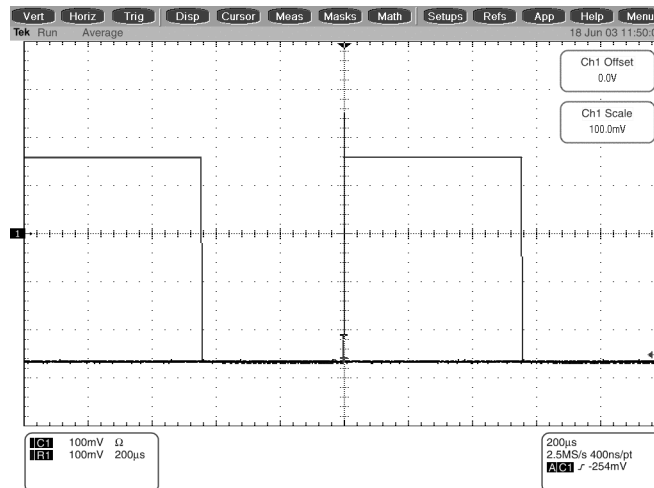 Vert Horiz Trig Disp Cursor Meas Masks Math Setups Refs App Help Menu
Tek Run Average 18 Jun 03 11:50:0
Ch1 Offset
0.0V
Ch1 Scale
100.0mV
1
C1 100mV Ω
R1 100mV 200µs
200µs
2.5MS/s 400ns/pt
A C1 -254mV